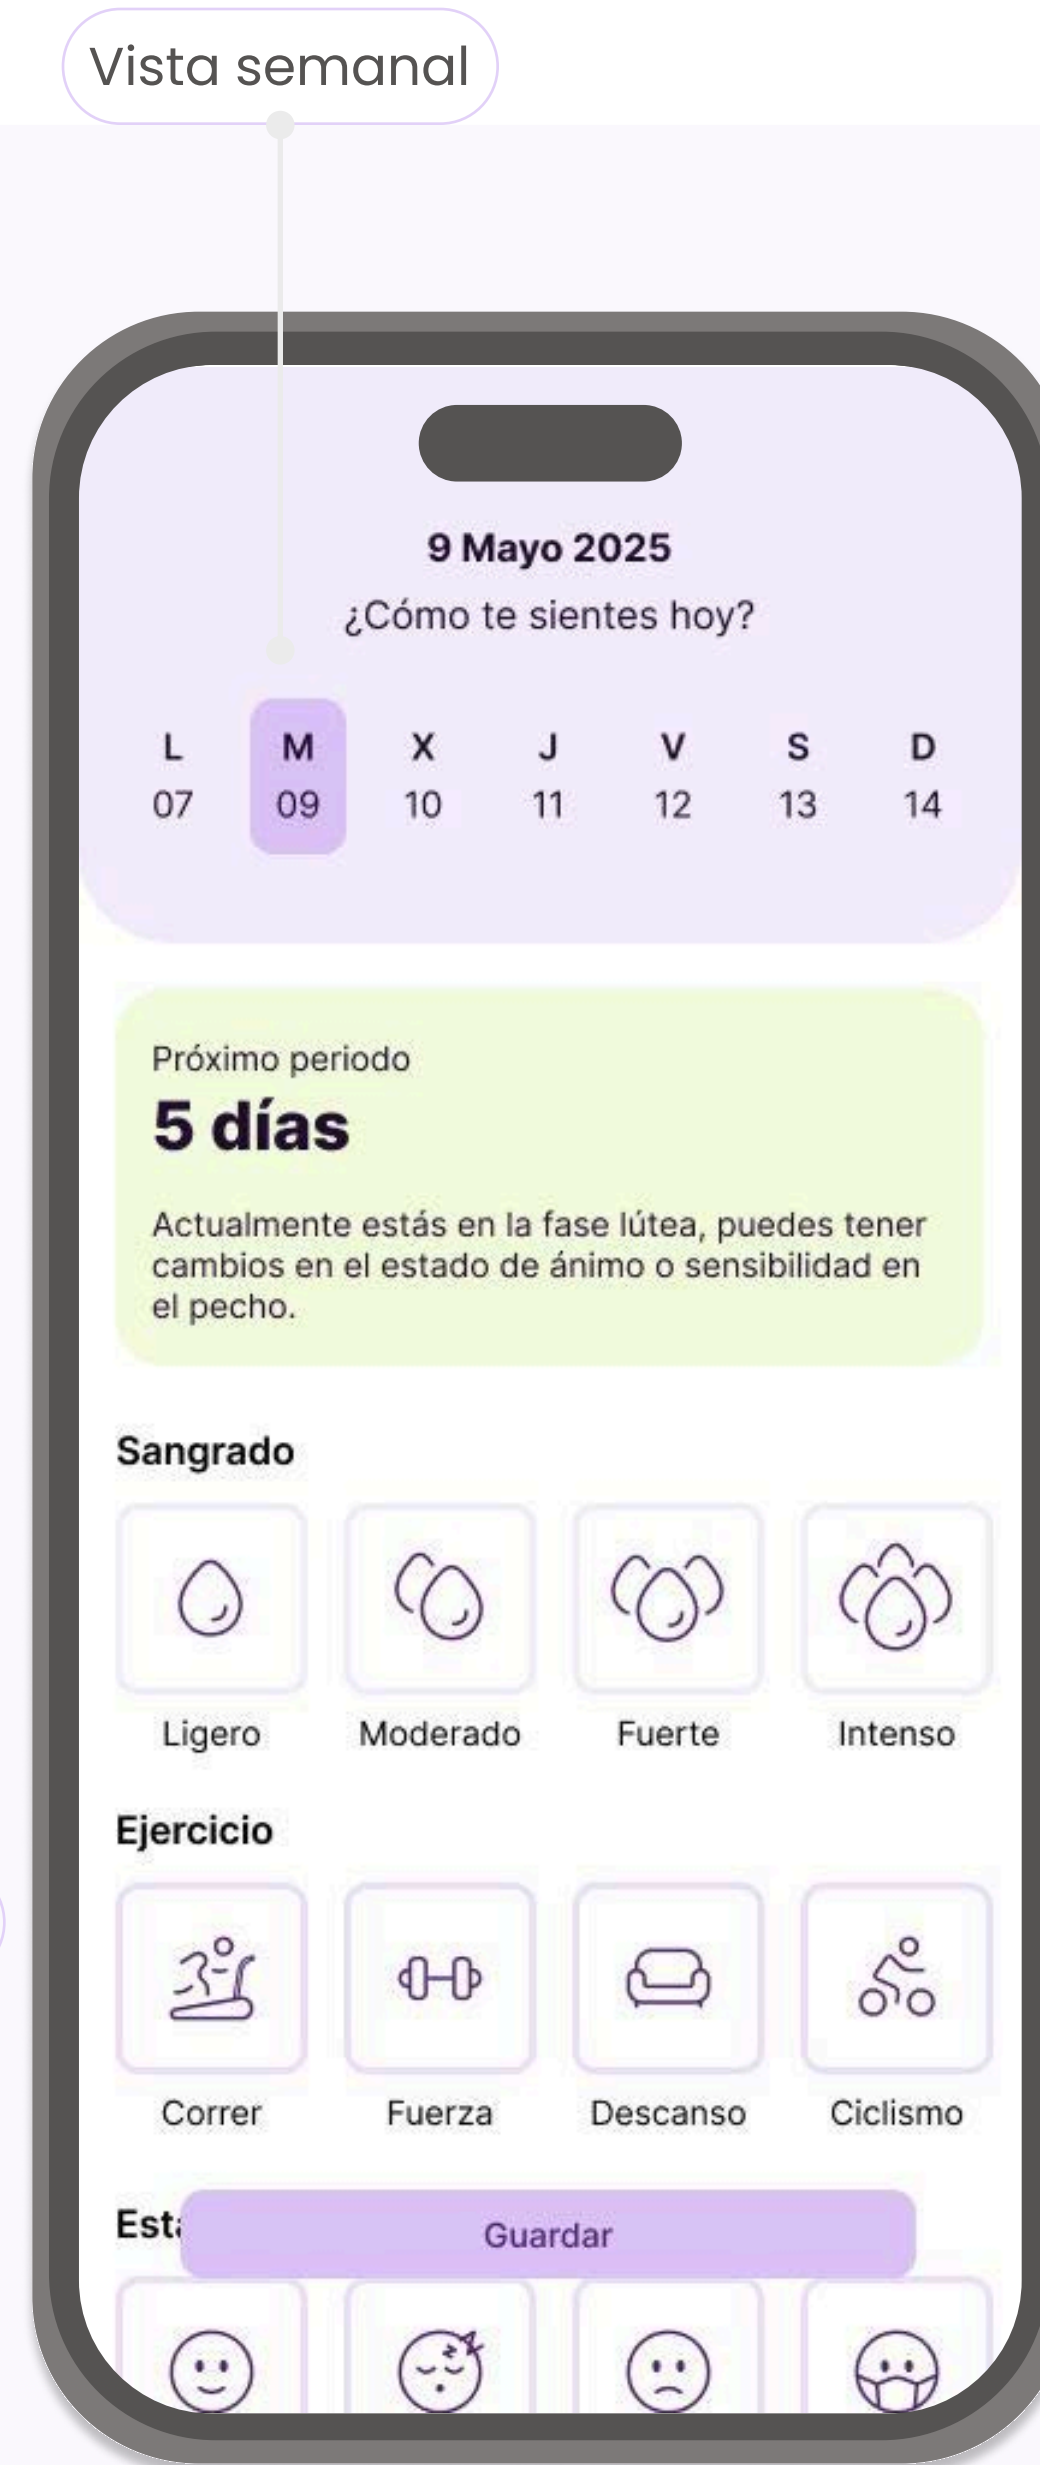 Vista semanal
9 Mayo 2025
¿Cómo te sientes hoy?
L M X J V S D
07 09 10 11 12 13 14
Próximo periodo
5 días
Actualmente estás en la fase lútea, puedes tener
cambios en el estado de ánimo o sensibilidad en
el pecho.
Sangrado
Ligero Moderado Fuerte Intenso
Ejercicio
Correr Fuerza Descanso Ciclismo
Guardar